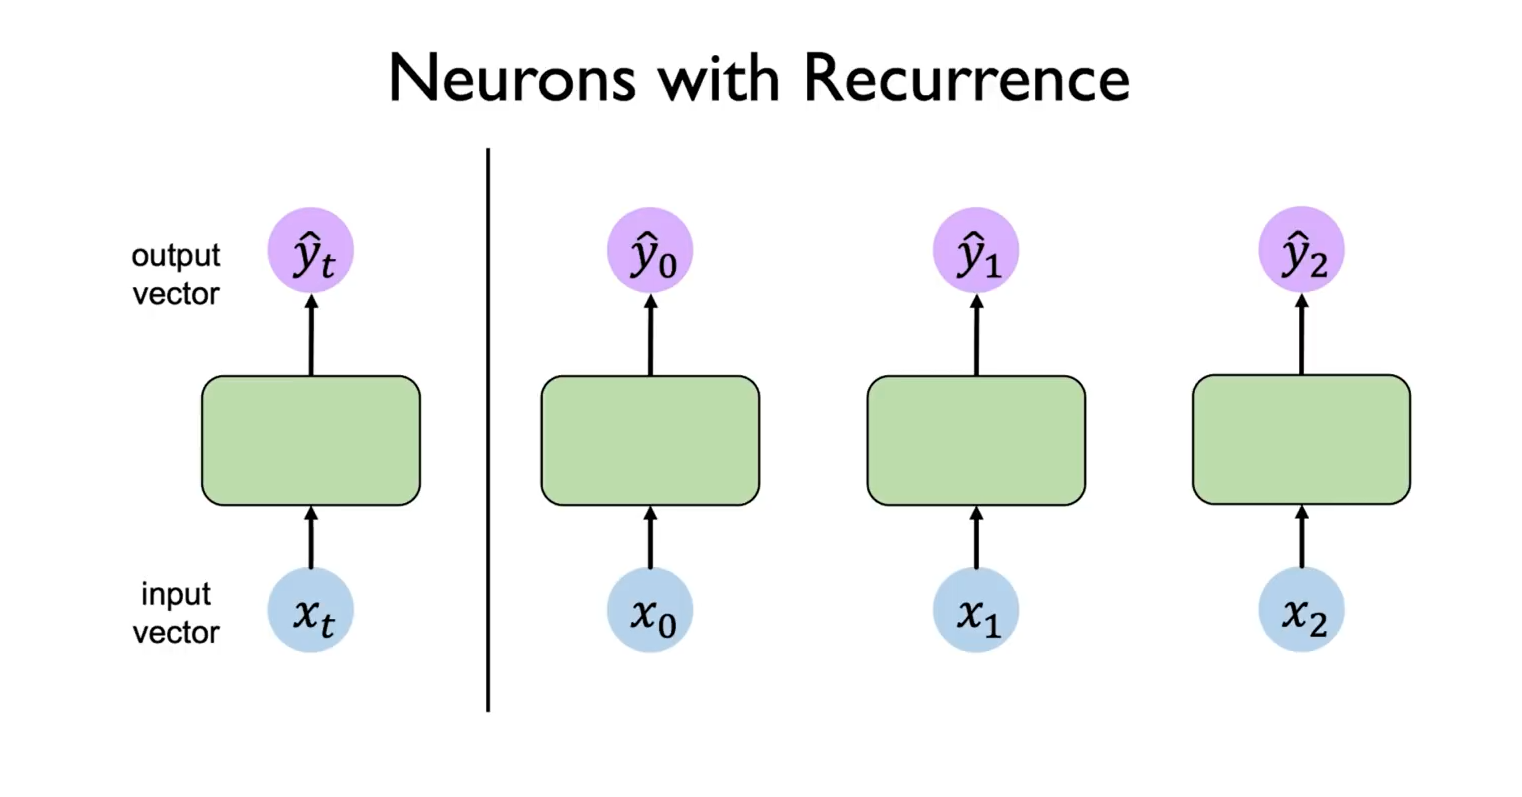 Neurons with Recurrence
output
vector
ŷt
ŷ0
ŷ1
ŷ2
input
vector
xt
x0
x1
x2